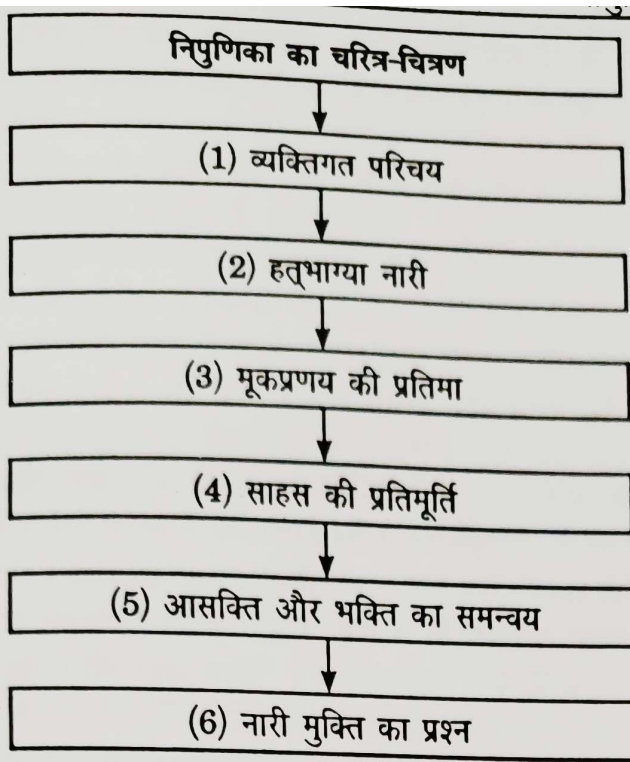 निपुणिका का चरित्र-चित्रण
(1) व्यक्तिगत परिचय
(2) हत्‌भाग्या नारी
(3) मूकप्रणय की प्रतिमा
(4) साहस की प्रतिमूर्ति
(5) आसक्ति और भक्ति का समन्वय
(6) नारी मुक्ति का प्रश्न